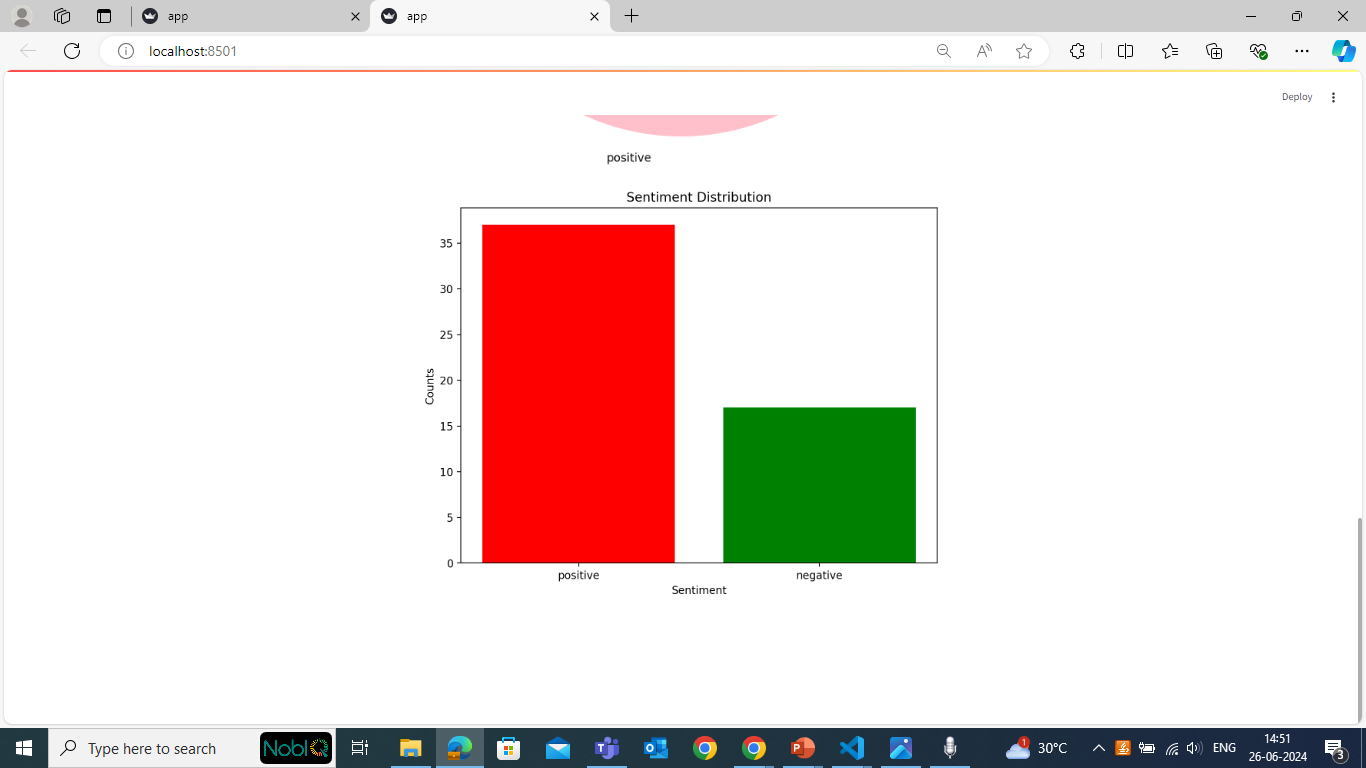 app
app
localhost:8501
Deploy
positive
Sentiment Distribution
35
30
25
20
15
10
5
0
Counts
positive
negative
Sentiment
Type here to search
NoblQ
1
30°C
ENG
14:51
26-06-2024
3